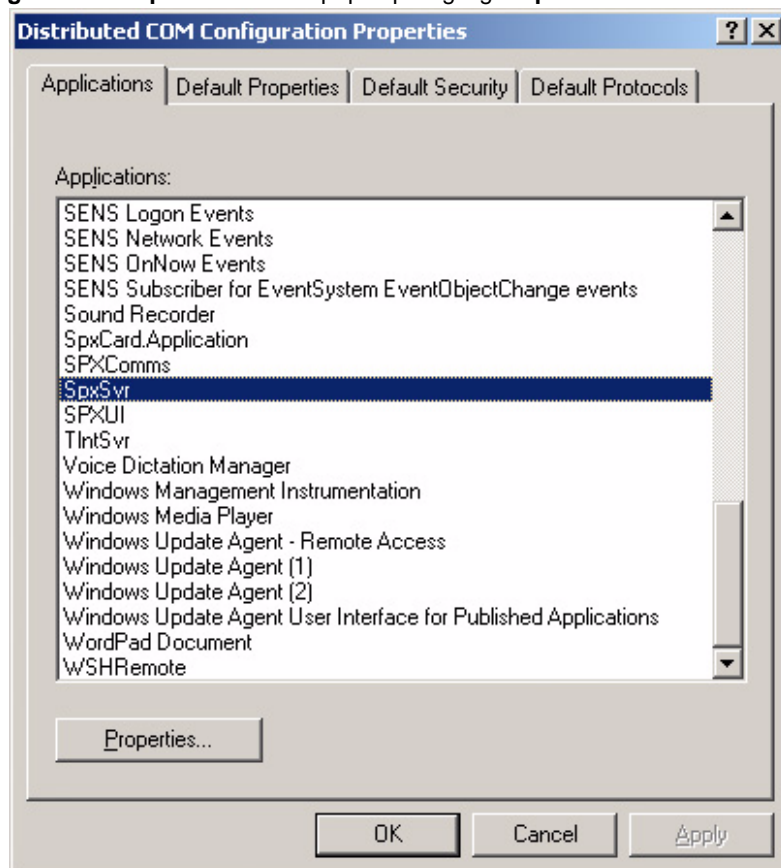 Distributed COM Configuration Properties
Applications
Default Properties
Default Security
Default Protocols
Applications:
SENS Logon Events
SENS Network Events
SENS OnNow Events
SENS Subscriber for EventSystem EventObjectChange events
Sound Recorder
SpxCard.Application
SPXComms
SpxSvr
SPXUI
TlntSvr
Voice Dictation Manager
Windows Management Instrumentation
Windows Media Player
Windows Update Agent - Remote Access
Windows Update Agent (1)
Windows Update Agent (2)
Windows Update Agent User Interface for Published Applications
WordPad Document
WSHRemote
Properties...
OK
Cancel
Apply